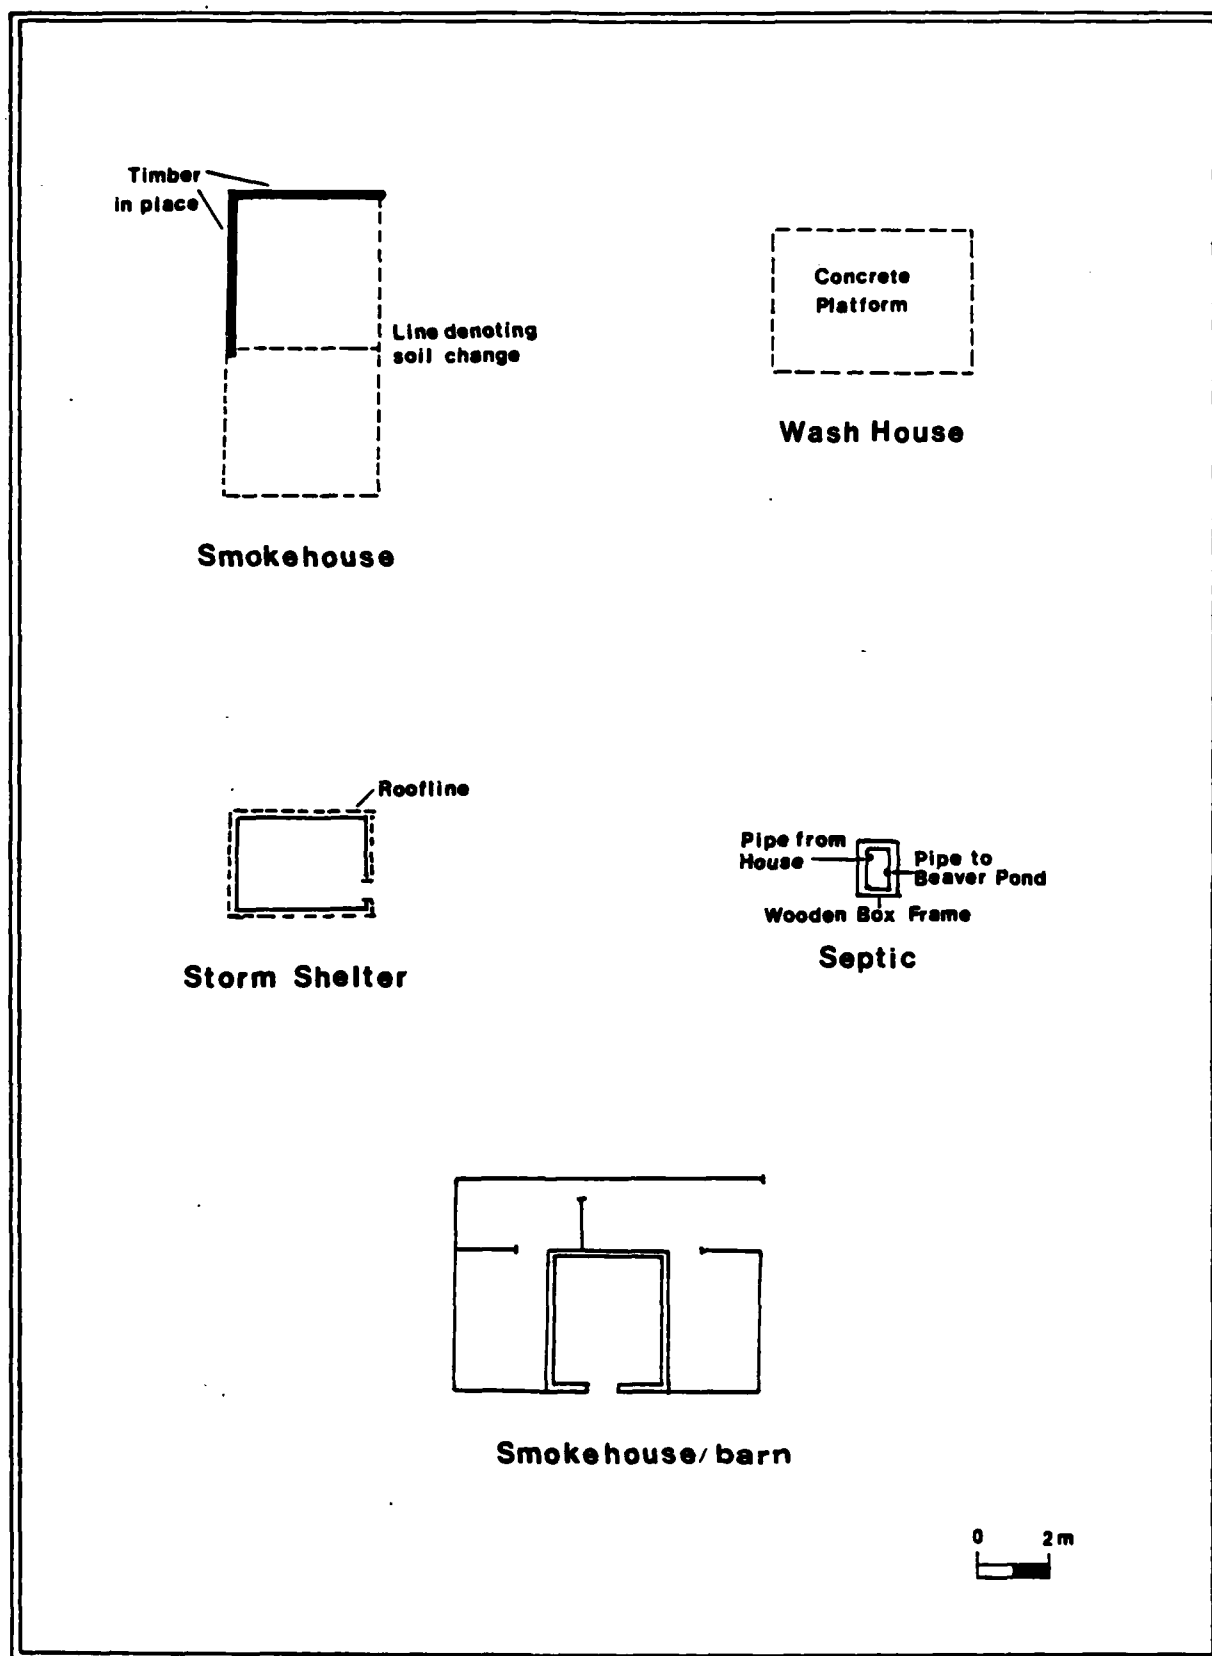 Timber
in place
Line denoting
soil change
Smokehouse
Concrete
Platform
Wash House
Roofline
Storm Shelter
Pipe from
House
Pipe to
Beaver Pond
Wooden Box Frame
Septic
Smokehouse/barn
0 2m